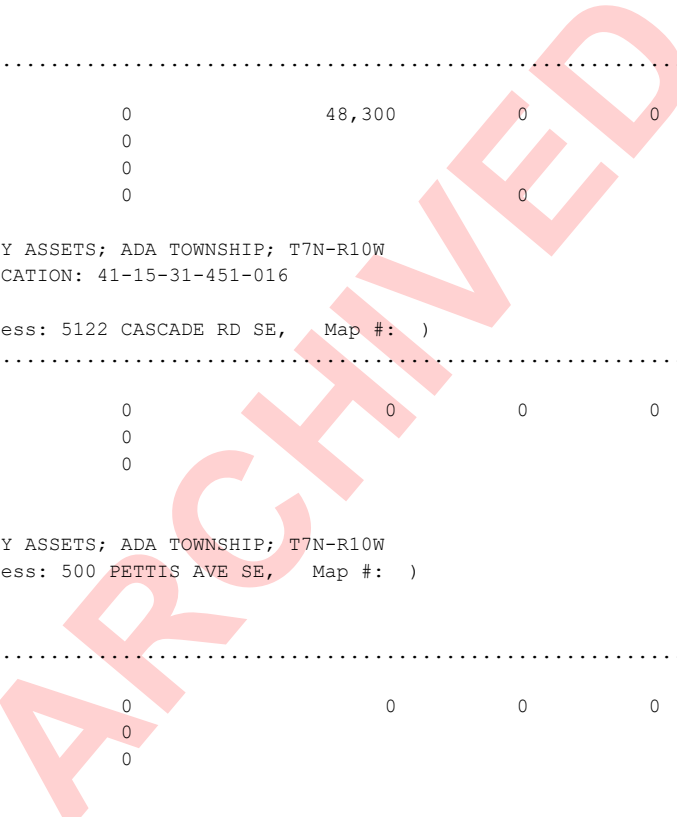 ............................................................
0 48,300 0 0
0
0
0 0
Y ASSETS; ADA TOWNSHIP; T7N-R10W
CATION: 41-15-31-451-016
ess: 5122 CASCADE RD SE, Map #: )
............................................................
0 0 0 0
0
0
Y ASSETS; ADA TOWNSHIP; T7N-R10W
ess: 500 PETTIS AVE SE, Map #: )
............................................................
0 0 0 0
0
0
ARCHIVED